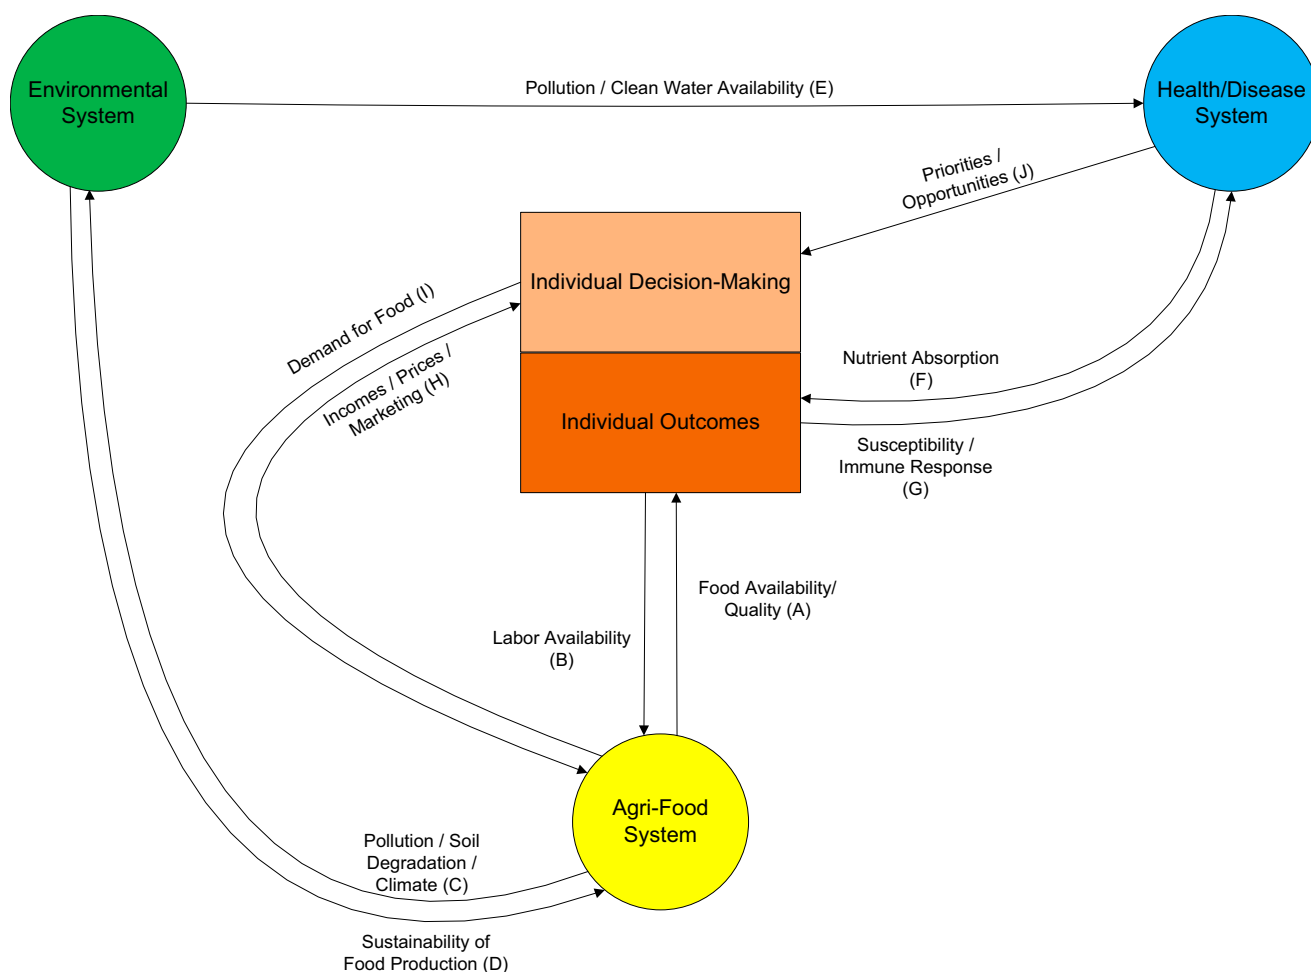 Environmental
System
Pollution / Clean Water Availability (E)
Health/Disease
System
Priorities /
Opportunities (J)
Individual Decision-Making
Demand for Food (I)
Incomes / Prices /
Marketing (H)
Nutrient Absorption
(F)
Individual Outcomes
Susceptibility /
Immune Response
(G)
Food Availability/
Quality (A)
Labor Availability
(B)
Agri-Food
System
Pollution / Soil
Degradation /
Climate (C)
Sustainability of
Food Production (D)